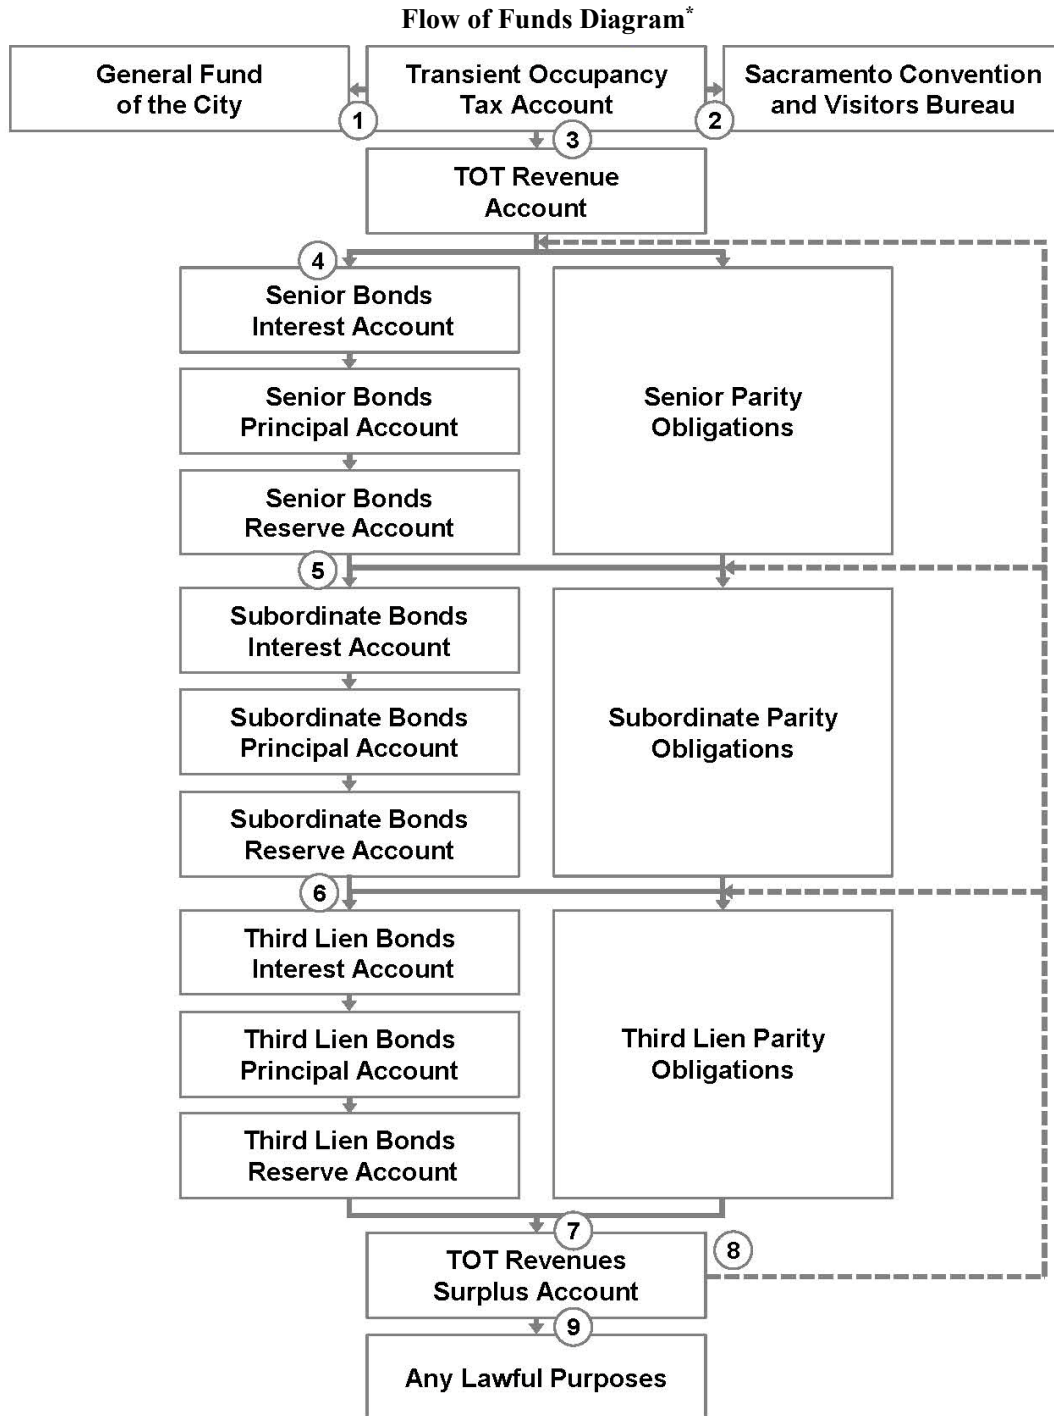 Flow of Funds Diagram*
General Fund
of the City
Transient Occupancy
Tax Account
Sacramento Convention
and Visitors Bureau
1
2
3
TOT Revenue
Account
4
Senior Bonds
Interest Account
Senior Bonds
Principal Account
Senior Parity
Obligations
Senior Bonds
Reserve Account
5
Subordinate Bonds
Interest Account
Subordinate Bonds
Principal Account
Subordinate Parity
Obligations
Subordinate Bonds
Reserve Account
6
Third Lien Bonds
Interest Account
Third Lien Bonds
Principal Account
Third Lien Parity
Obligations
Third Lien Bonds
Reserve Account
7
8
TOT Revenues
Surplus Account
9
Any Lawful Purposes